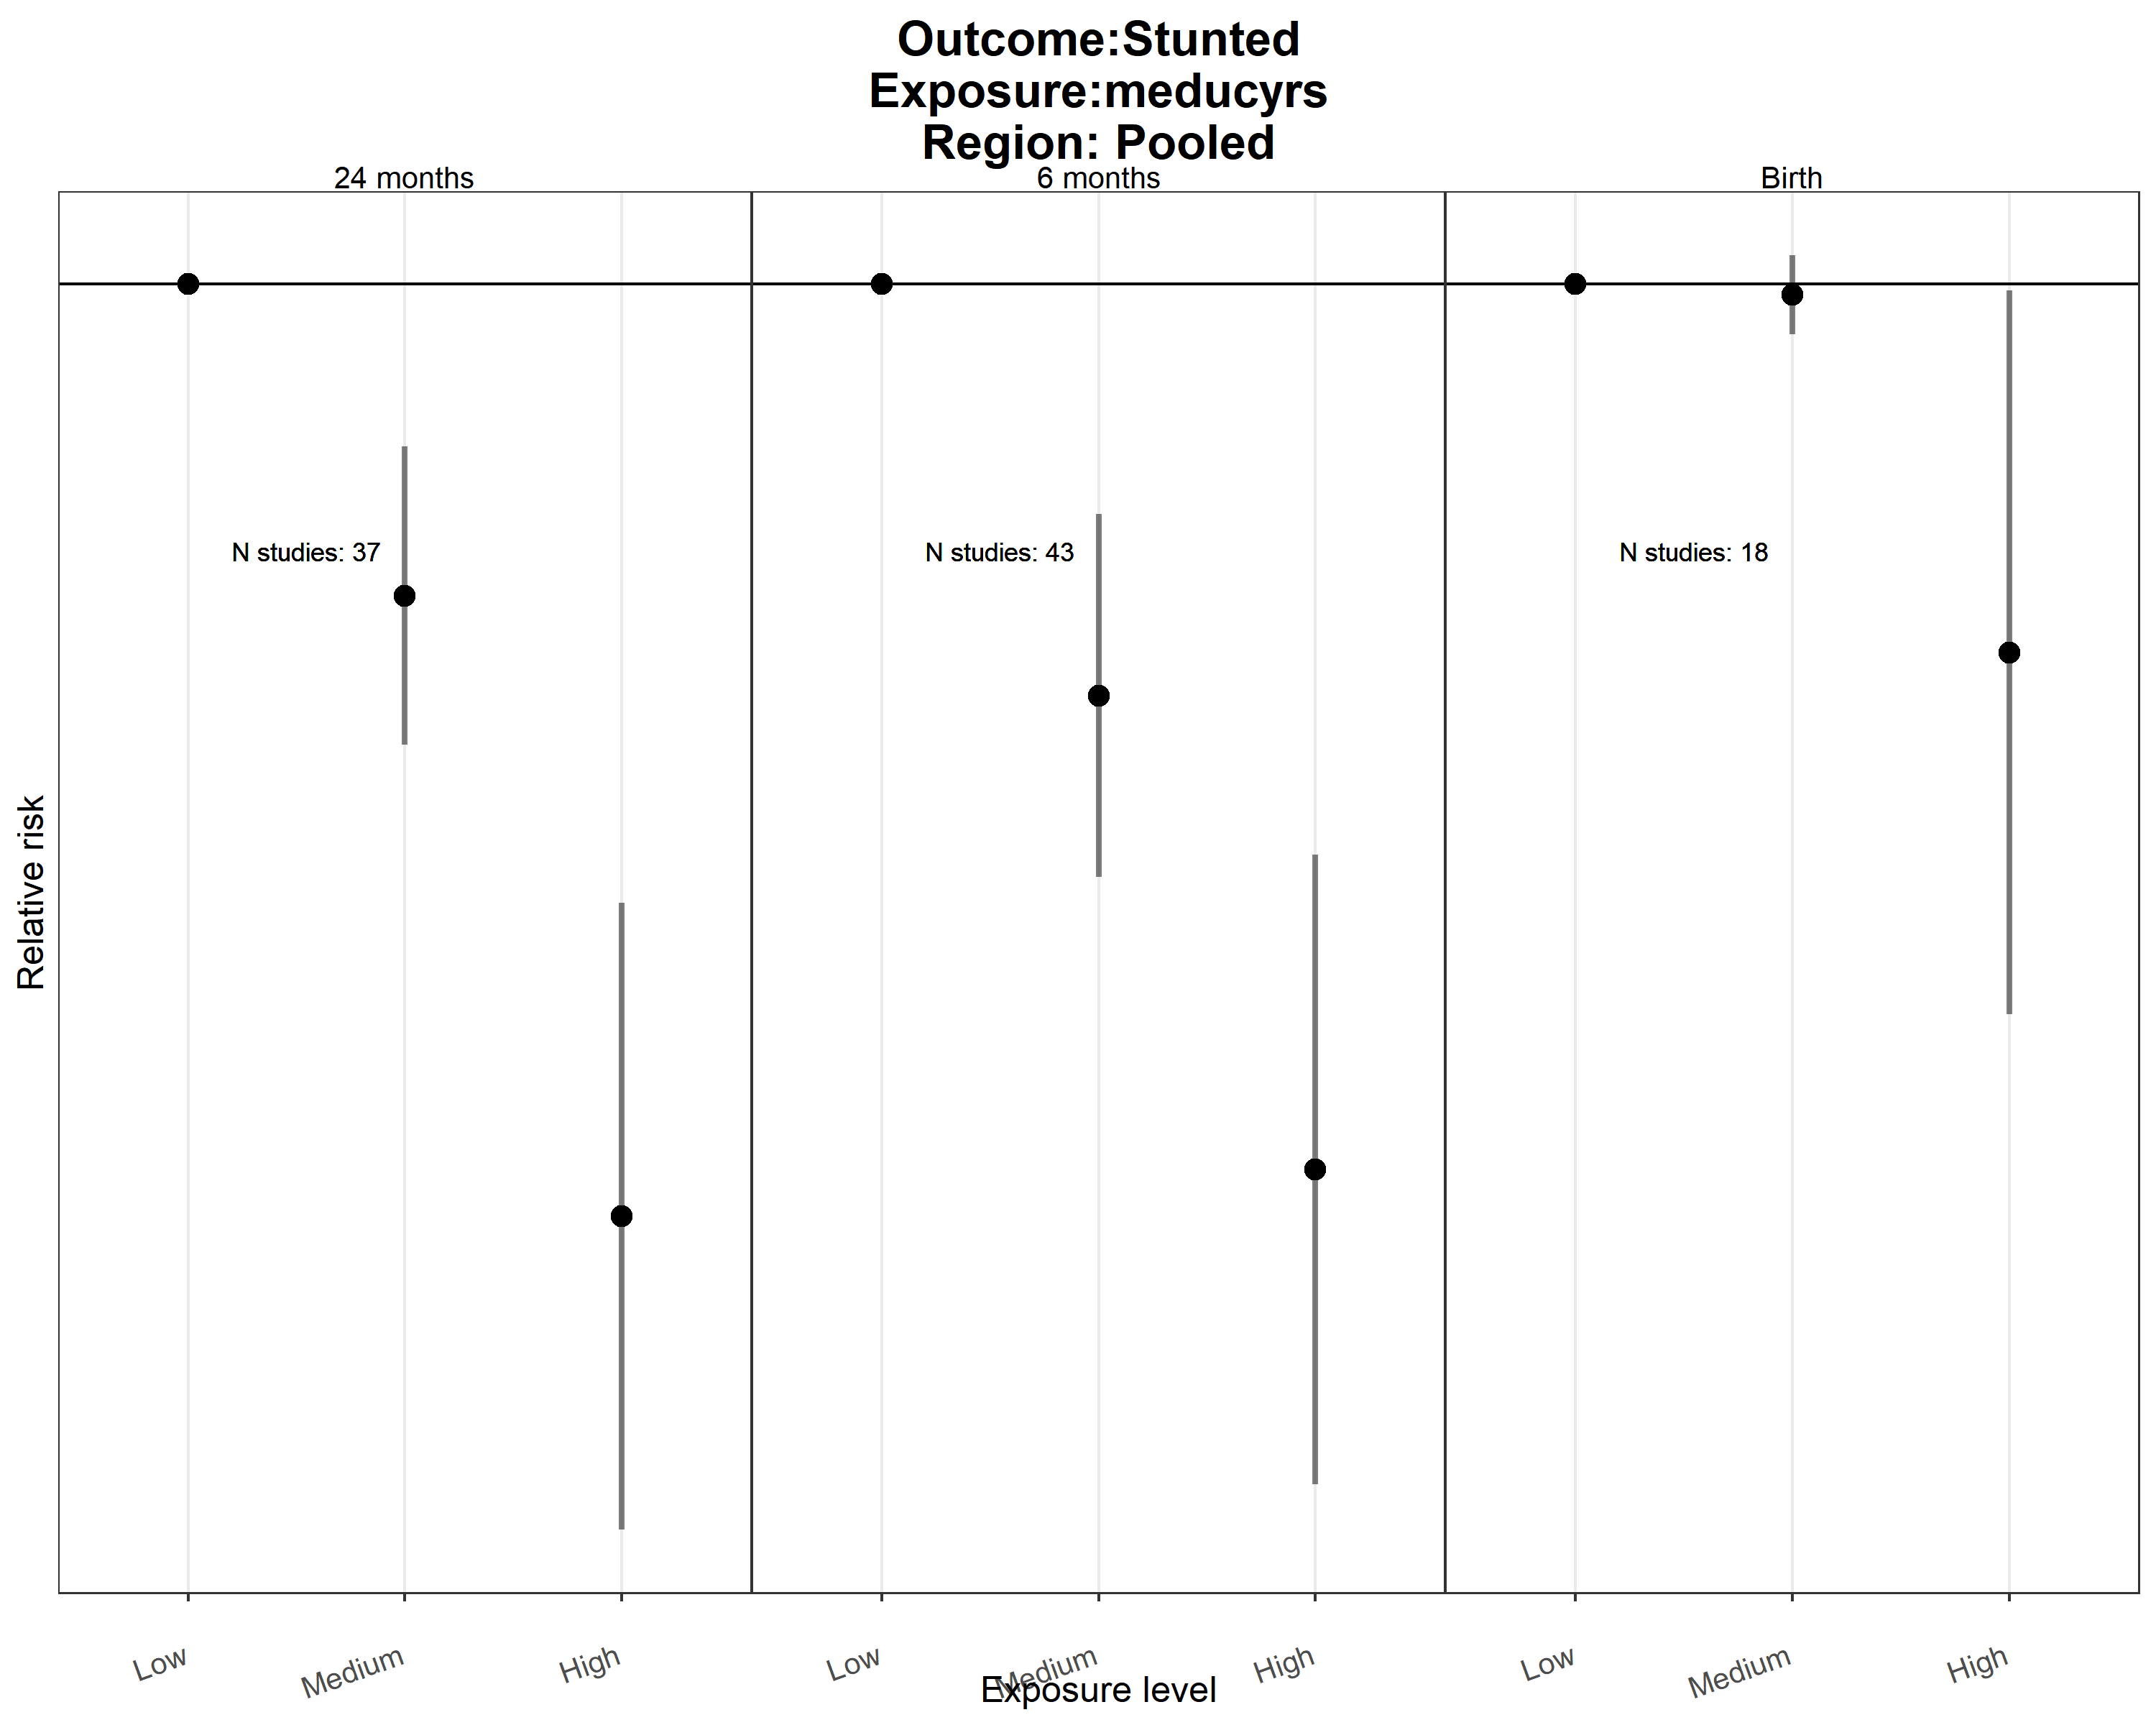 Outcome:Stunted
Exposure:meducyrs
Region: Pooled
24 months
6 months
Birth
N studies: 37
N studies: 43
N studies: 18
Relative risk
Low
Medium
High
Low
Medium
High
Low
Medium
High
Exposure level